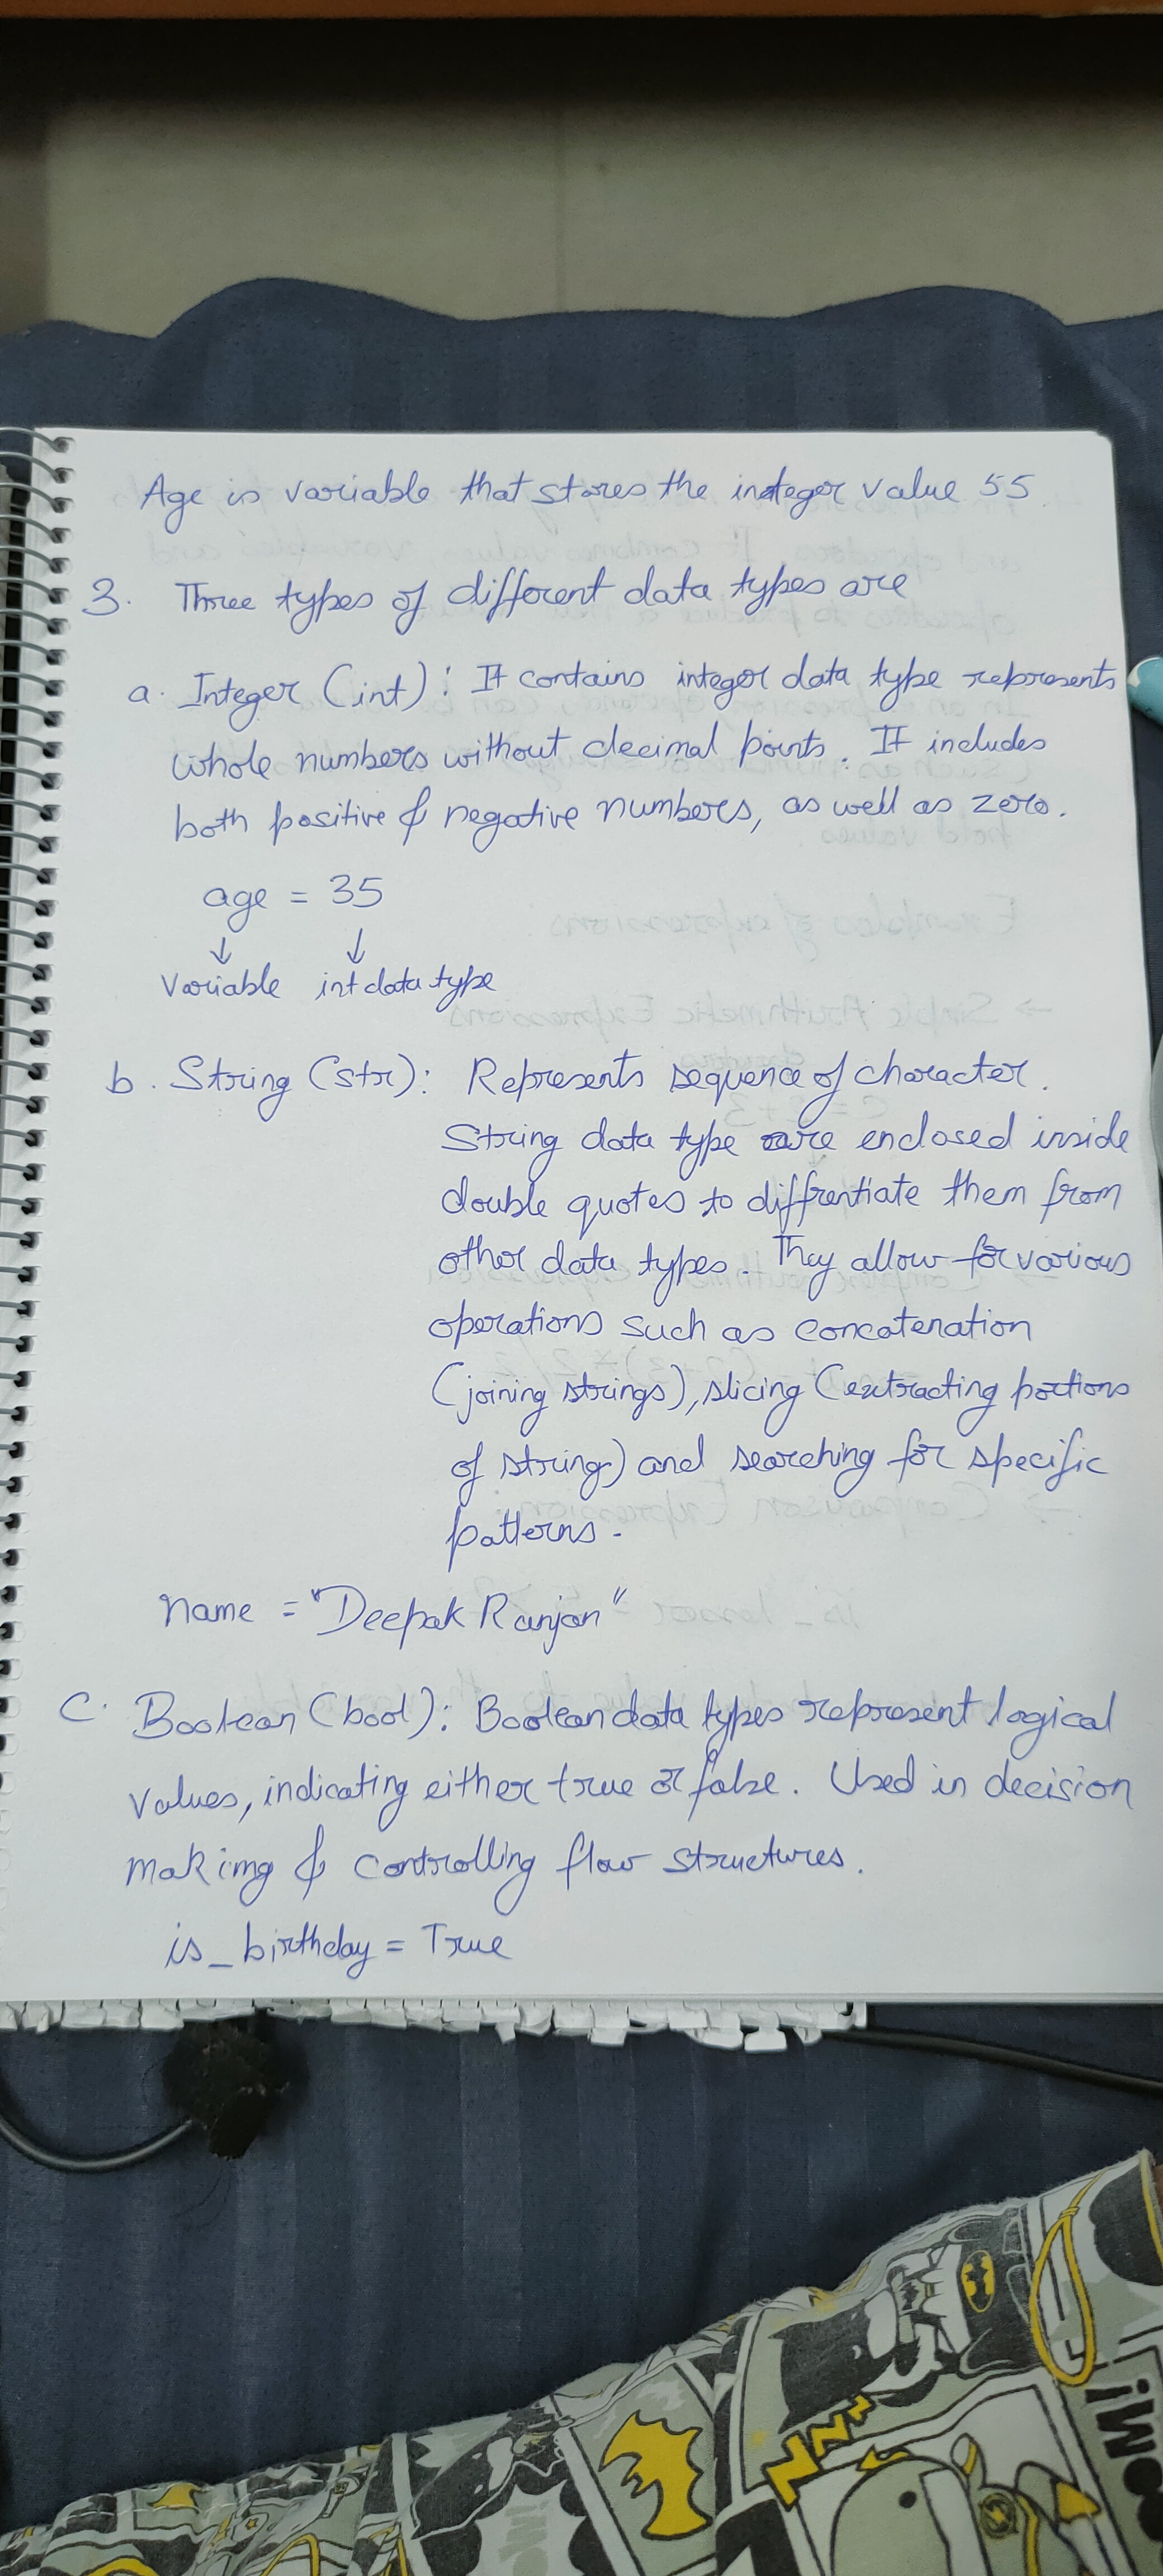 Age is variable that stores the integer value 55
3. Three types of different data types are
a. Integer (int): It contains integer data type represents
whole numbers without decimal points. It includes
both positive & negative numbers, as well as zero.
age = 35
↓ ↓
Variable int data type
b. String (str): Represents sequence of character.
String data type are enclosed inside
double quotes to diffrentiate them from
other data types. They allow for various
operations such as concatenation
(joining strings), slicing (extracting portions
of strings) and searching for specific
patterns.
Name = "Deepak Ranjan"
C. Boolean (bool): Boolean data types represent logical
values, indicating either true or false. Used in decision
making & controlling flow structures.
is_birthday = True